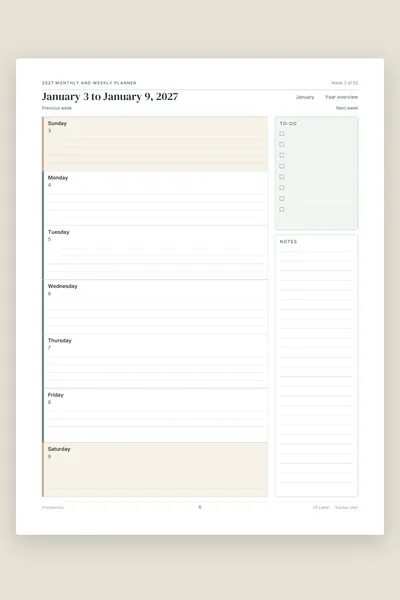 2027 MONTHLY AND WEEKLY PLANNER
Week 2 of 53
January 3 to January 9, 2027
January
Year overview
Previous week
Next week
Sunday
3
Monday
4
Tuesday
5
Wednesday
6
Thursday
7
Friday
8
Saturday
9
TO-DO
NOTES
6
US Letter · Sunday start